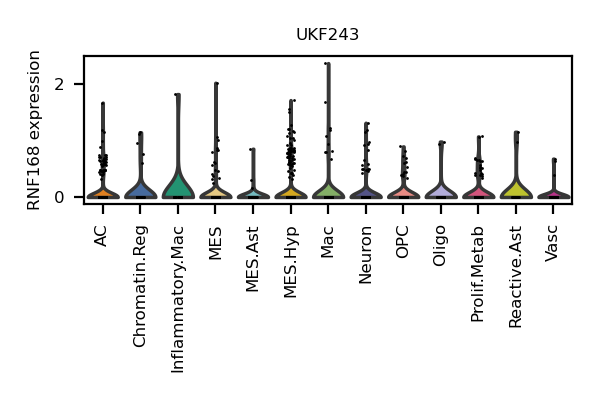 UKF243
RNF168 expression
2
0
AC
Chromatin.Reg
Inflammatory.Mac
MES
MES.Ast
MES.Hyp
Mac
Neuron
OPC
Oligo
Prolif.Metab
Reactive.Ast
Vasc